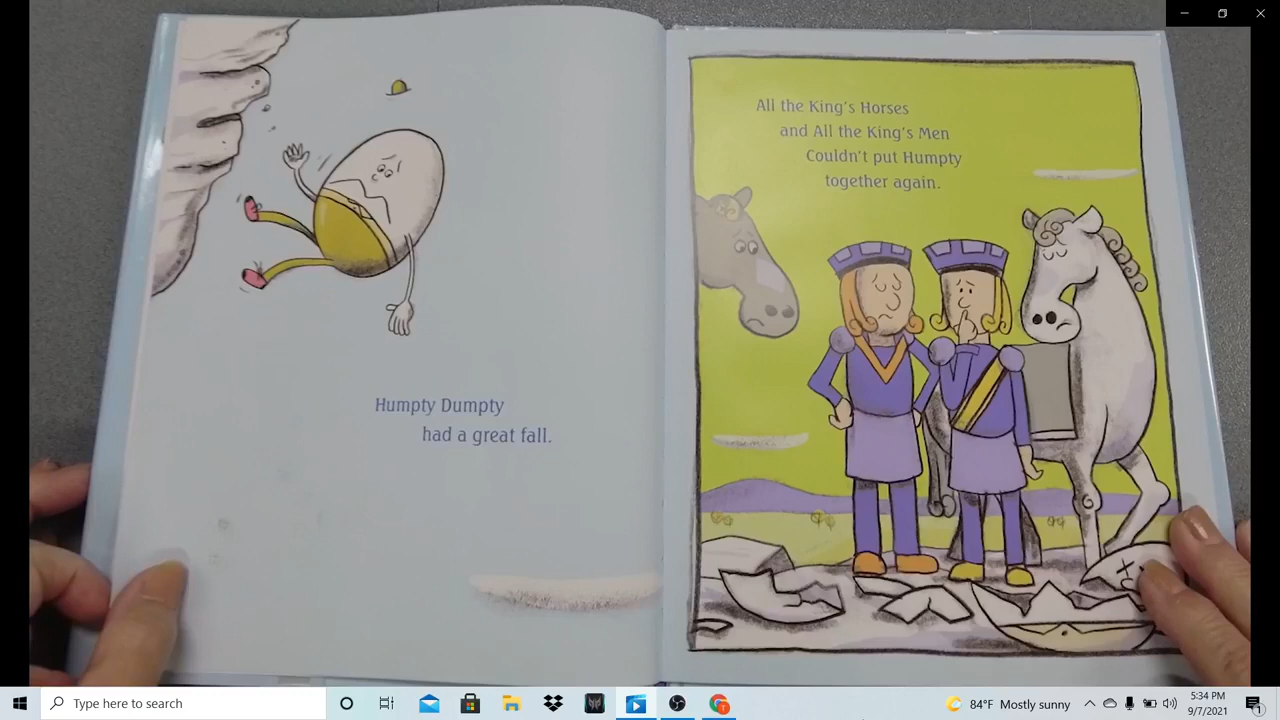 Humpty Dumpty
had a great fall.
All the King's Horses
and All the King's Men
Couldn't put Humpty
together again.
Type here to search
84°F Mostly sunny
5:34 PM
9/7/2021
1